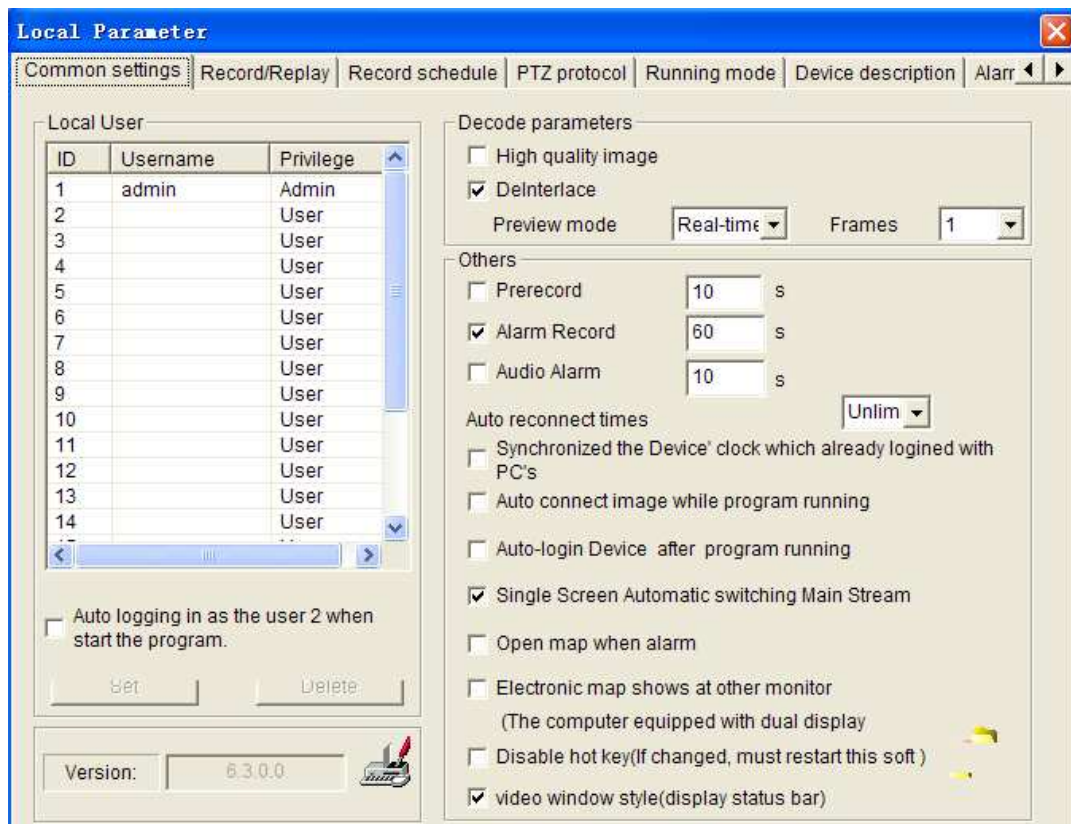 Local Parameter
Common settings Record/Replay Record schedule PTZ protocol Running mode Device description Alarr
Local User
ID Username Privilege
1 admin Admin
2 User
3 User
4 User
5 User
6 User
7 User
8 User
9 User
10 User
11 User
12 User
13 User
14 User
Auto logging in as the user 2 when
start the program.
Set Delete
Version: 6.3.0.0
Decode parameters
High quality image
DeInterlace
Preview mode Real-time Frames 1
Others
Prerecord 10 s
Alarm Record 60 s
Audio Alarm 10 s
Auto reconnect times Unlim
Synchronized the Device' clock which already logined with
PC's
Auto connect image while program running
Auto-login Device after program running
Single Screen Automatic switching Main Stream
Open map when alarm
Electronic map shows at other monitor
(The computer equipped with dual display
Disable hot key(If changed, must restart this soft )
video window style(display status bar)